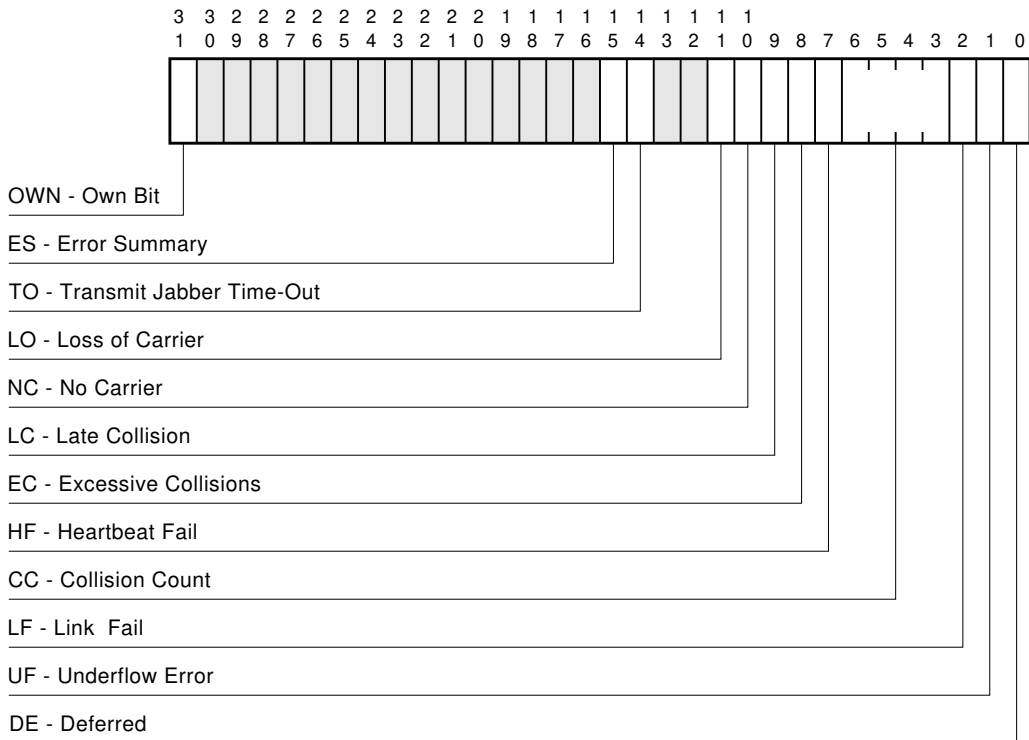 3 3 2 2 2 2 2 2 2 2 2 2 1 1 1 1 1 1 1 1 1 1
1 0 9 8 7 6 5 4 3 2 1 0 9 8 7 6 5 4 3 2 1 0 9 8 7 6 5 4 3 2 1 0
OWN - Own Bit
ES - Error Summary
TO - Transmit Jabber Time-Out
LO - Loss of Carrier
NC - No Carrier
LC - Late Collision
EC - Excessive Collisions
HF - Heartbeat Fail
CC - Collision Count
LF - Link Fail
UF - Underflow Error
DE - Deferred